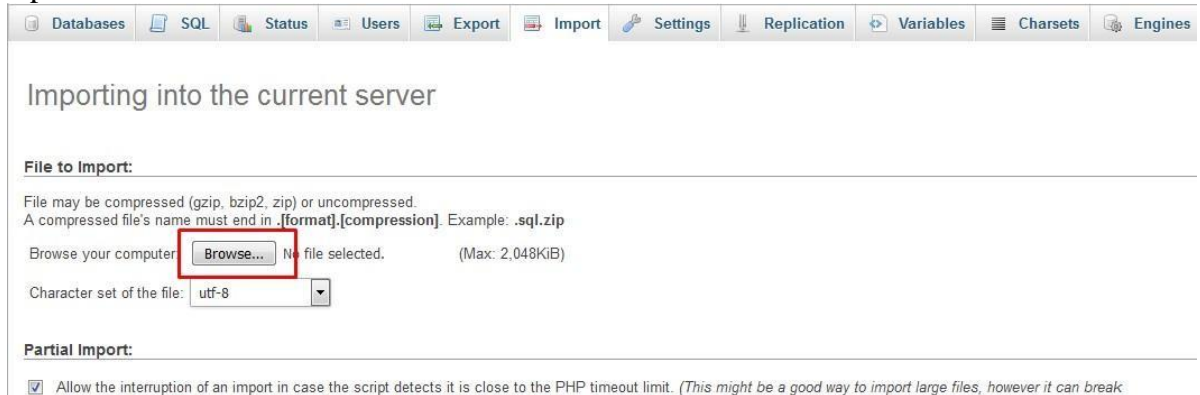 Databases SQL Status Users Export Import Settings Replication Variables Charsets Engines
Importing into the current server
File to Import:
File may be compressed (gzip, bzip2, zip) or uncompressed.
A compressed file's name must end in .[format].[compression]. Example: .sql.zip
Browse your computer: Browse... No file selected. (Max: 2,048KiB)
Character set of the file: utf-8
Partial Import:
Allow the interruption of an import in case the script detects it is close to the PHP timeout limit. (This might be a good way to import large files, however it can break